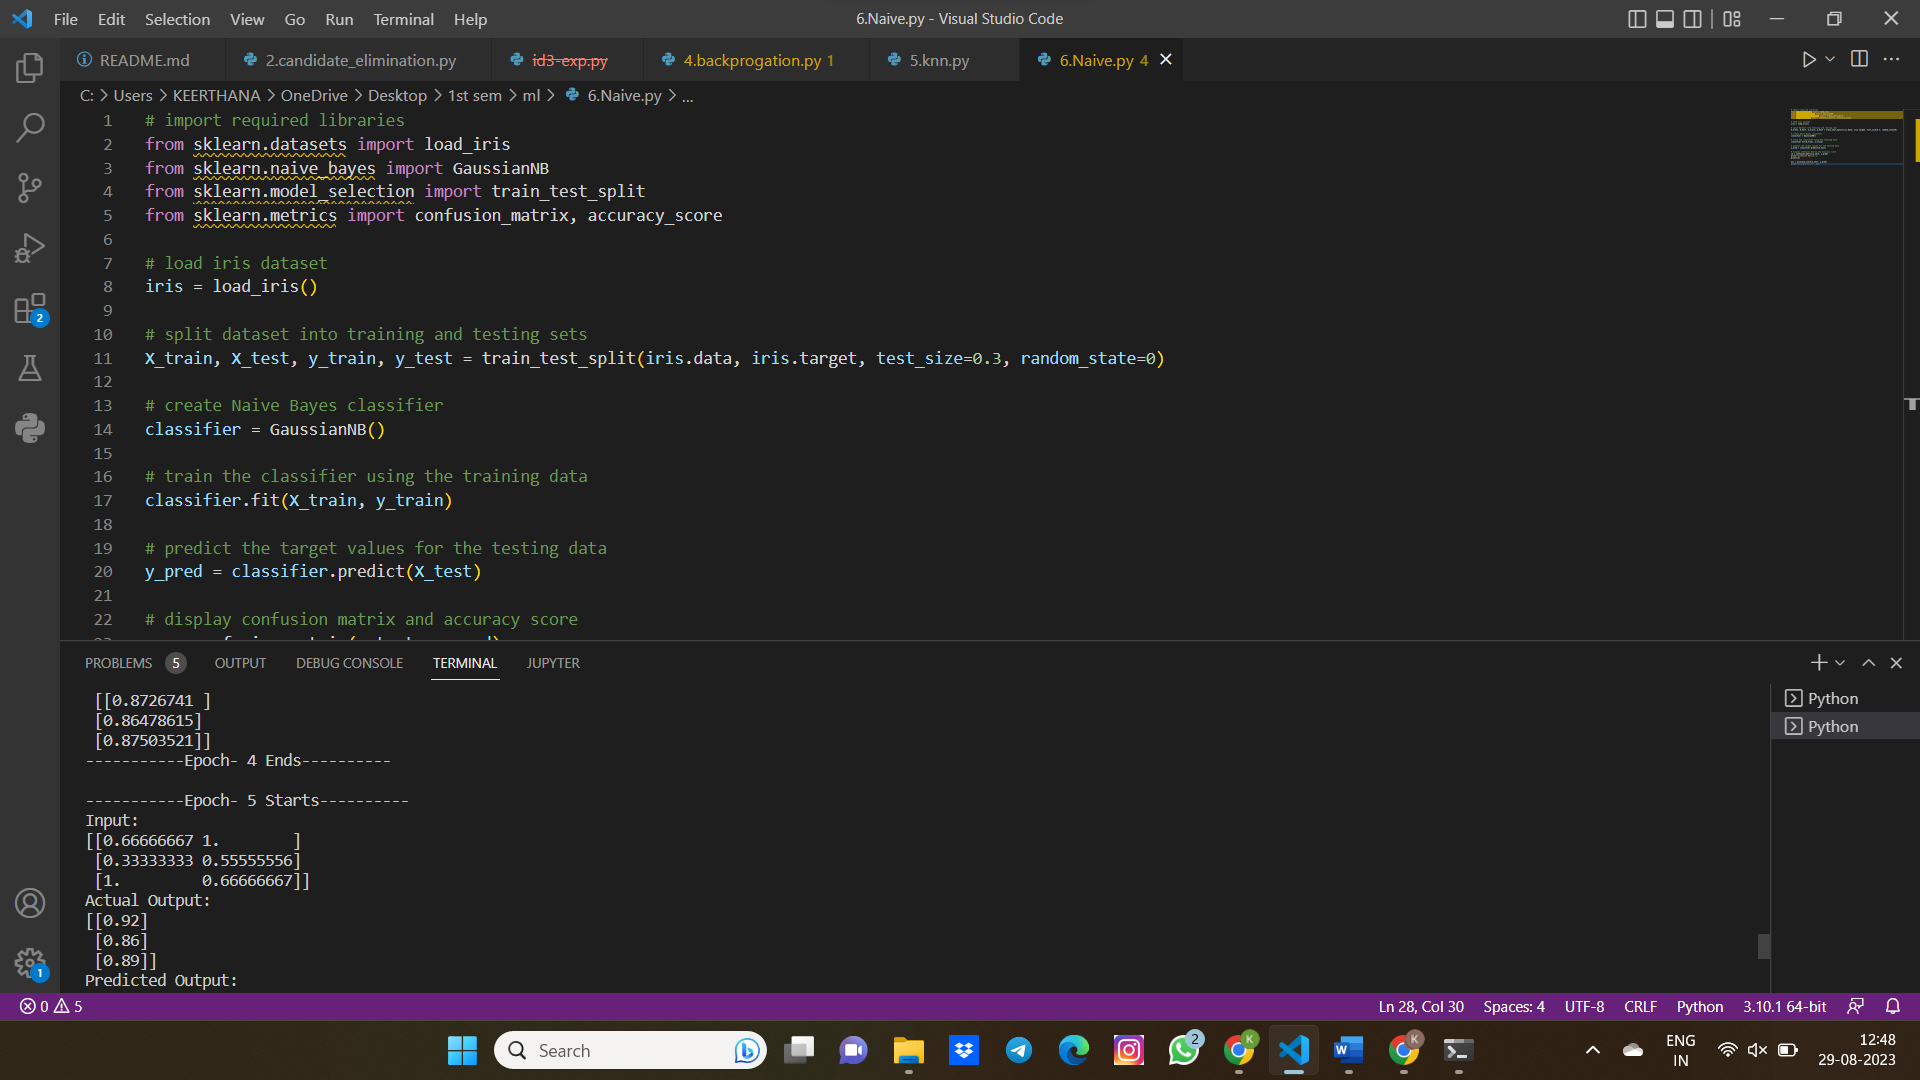 File Edit Selection View Go Run Terminal Help
6.Naive.py - Visual Studio Code
README.md 2.candidate_elimination.py id3-exp.py 4.backprogation.py 1 5.knn.py 6.Naive.py 4
C: > Users > KEERTHANA > OneDrive > Desktop > 1st sem > ml > 6.Naive.py > ...
1 # import required libraries
2 from sklearn.datasets import load_iris
3 from sklearn.naive_bayes import GaussianNB
4 from sklearn.model_selection import train_test_split
5 from sklearn.metrics import confusion_matrix, accuracy_score
6
7 # load iris dataset
8 iris = load_iris()
9
10 # split dataset into training and testing sets
11 X_train, X_test, y_train, y_test = train_test_split(iris.data, iris.target, test_size=0.3, random_state=0)
12
13 # create Naive Bayes classifier
14 classifier = GaussianNB()
15
16 # train the classifier using the training data
17 classifier.fit(X_train, y_train)
18
19 # predict the target values for the testing data
20 y_pred = classifier.predict(X_test)
21
22 # display confusion matrix and accuracy score
PROBLEMS 5 OUTPUT DEBUG CONSOLE TERMINAL JUPYTER
[[0.8726741 ]
[0.86478615]
[0.87503521]]
-----------Epoch- 4 Ends----------
-----------Epoch- 5 Starts----------
Input:
[[0.66666667 1.        ]
[0.33333333 0.55555556]
[1.         0.66666667]]
Actual Output:
[[0.92]
[0.86]
[0.89]]
Predicted Output:
Python
Python
2
1
0 5
Ln 28, Col 30 Spaces: 4 UTF-8 CRLF Python 3.10.1 64-bit
Search
2
K
K
ENG
IN
12:48
29-08-2023